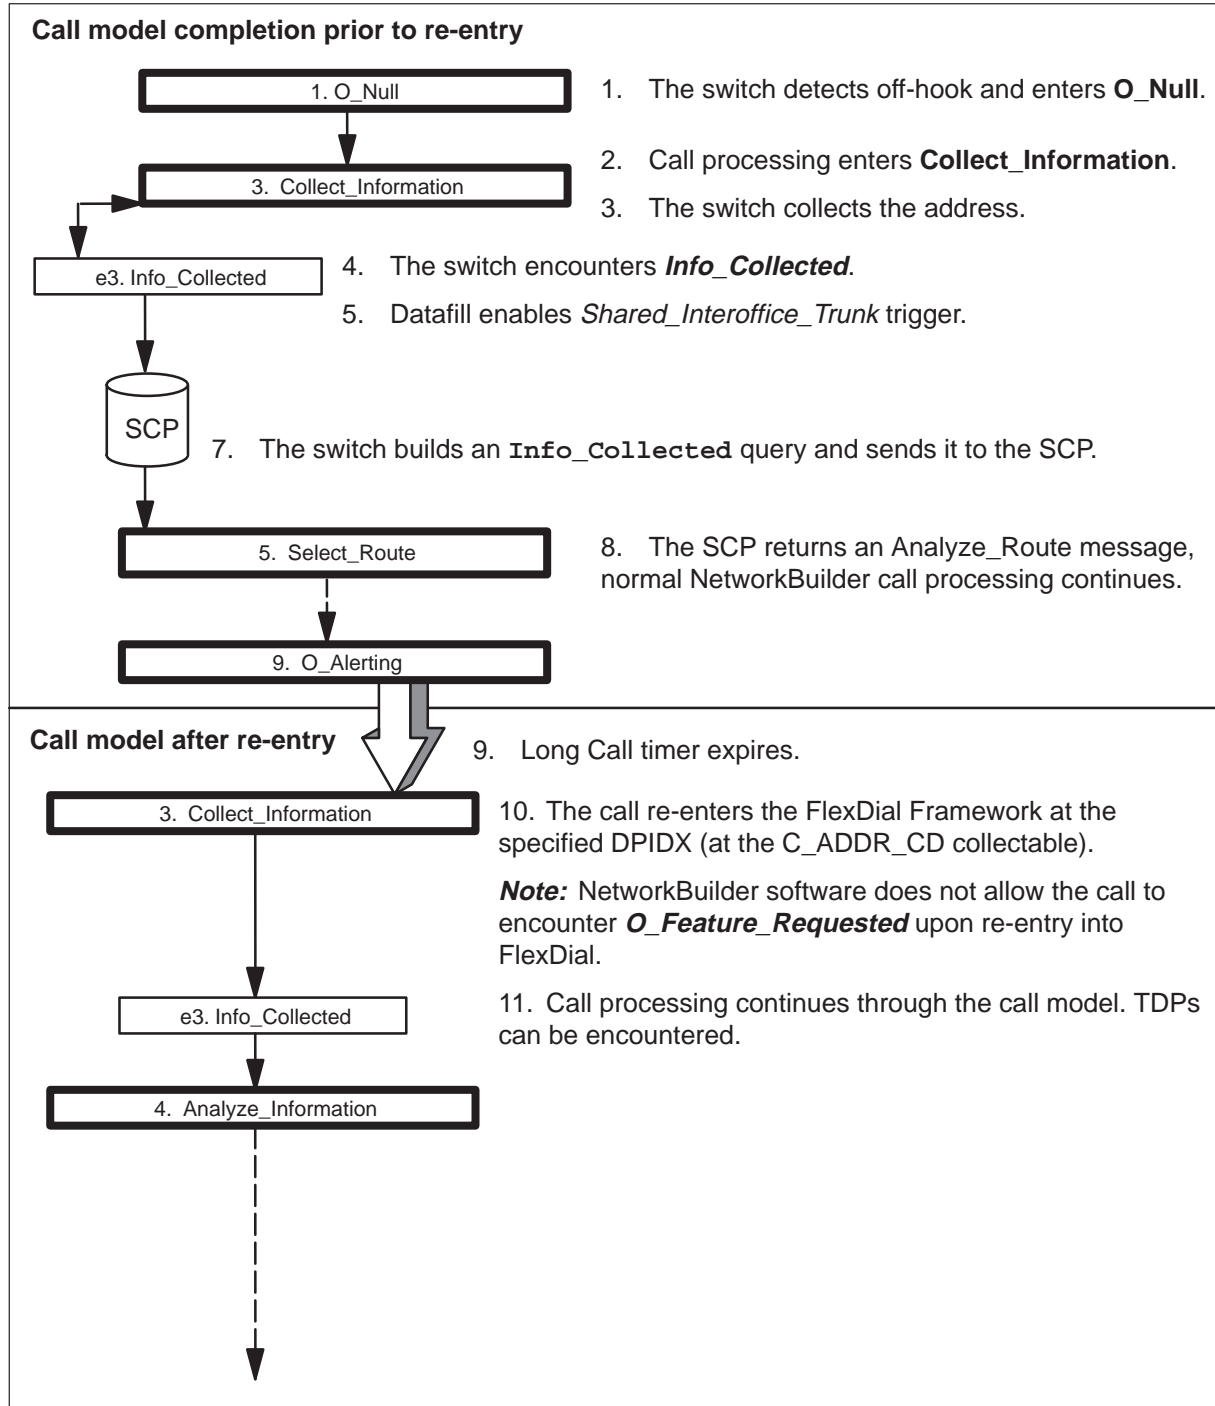 Call model completion prior to re-entry
1. O_Null
1. The switch detects off-hook and enters O_Null.
2. Call processing enters Collect_Information.
3. Collect_Information
3. The switch collects the address.
e3. Info_Collected
4. The switch encounters Info_Collected.
5. Datafill enables Shared_Interoffice_Trunk trigger.
SCP
7. The switch builds an Info_Collected query and sends it to the SCP.
5. Select_Route
8. The SCP returns an Analyze_Route message,
normal NetworkBuilder call processing continues.
9. O_Alerting
Call model after re-entry
9. Long Call timer expires.
3. Collect_Information
10. The call re-enters the FlexDial Framework at the
specified DPIDX (at the C_ADDR_CD collectable).
Note: NetworkBuilder software does not allow the call to
encounter O_Feature_Requested upon re-entry into
FlexDial.
e3. Info_Collected
11. Call processing continues through the call model. TDPs
can be encountered.
4. Analyze_Information